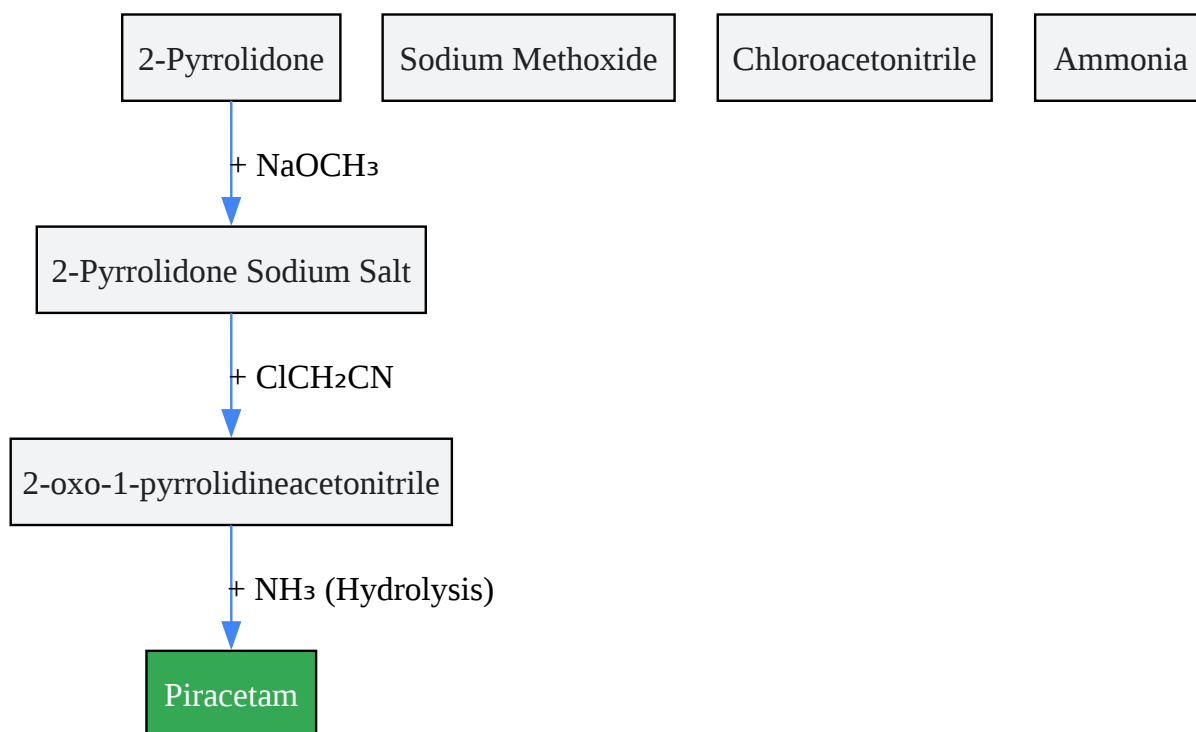 2-Pyrrolidone
Sodium Methoxide
Chloroacetonitrile
Ammonia
+ NaOCH₃
2-Pyrrolidone Sodium Salt
+ ClCH₂CN
2-oxo-1-pyrrolidineacetonitrile
+ NH₃ (Hydrolysis)
Piracetam